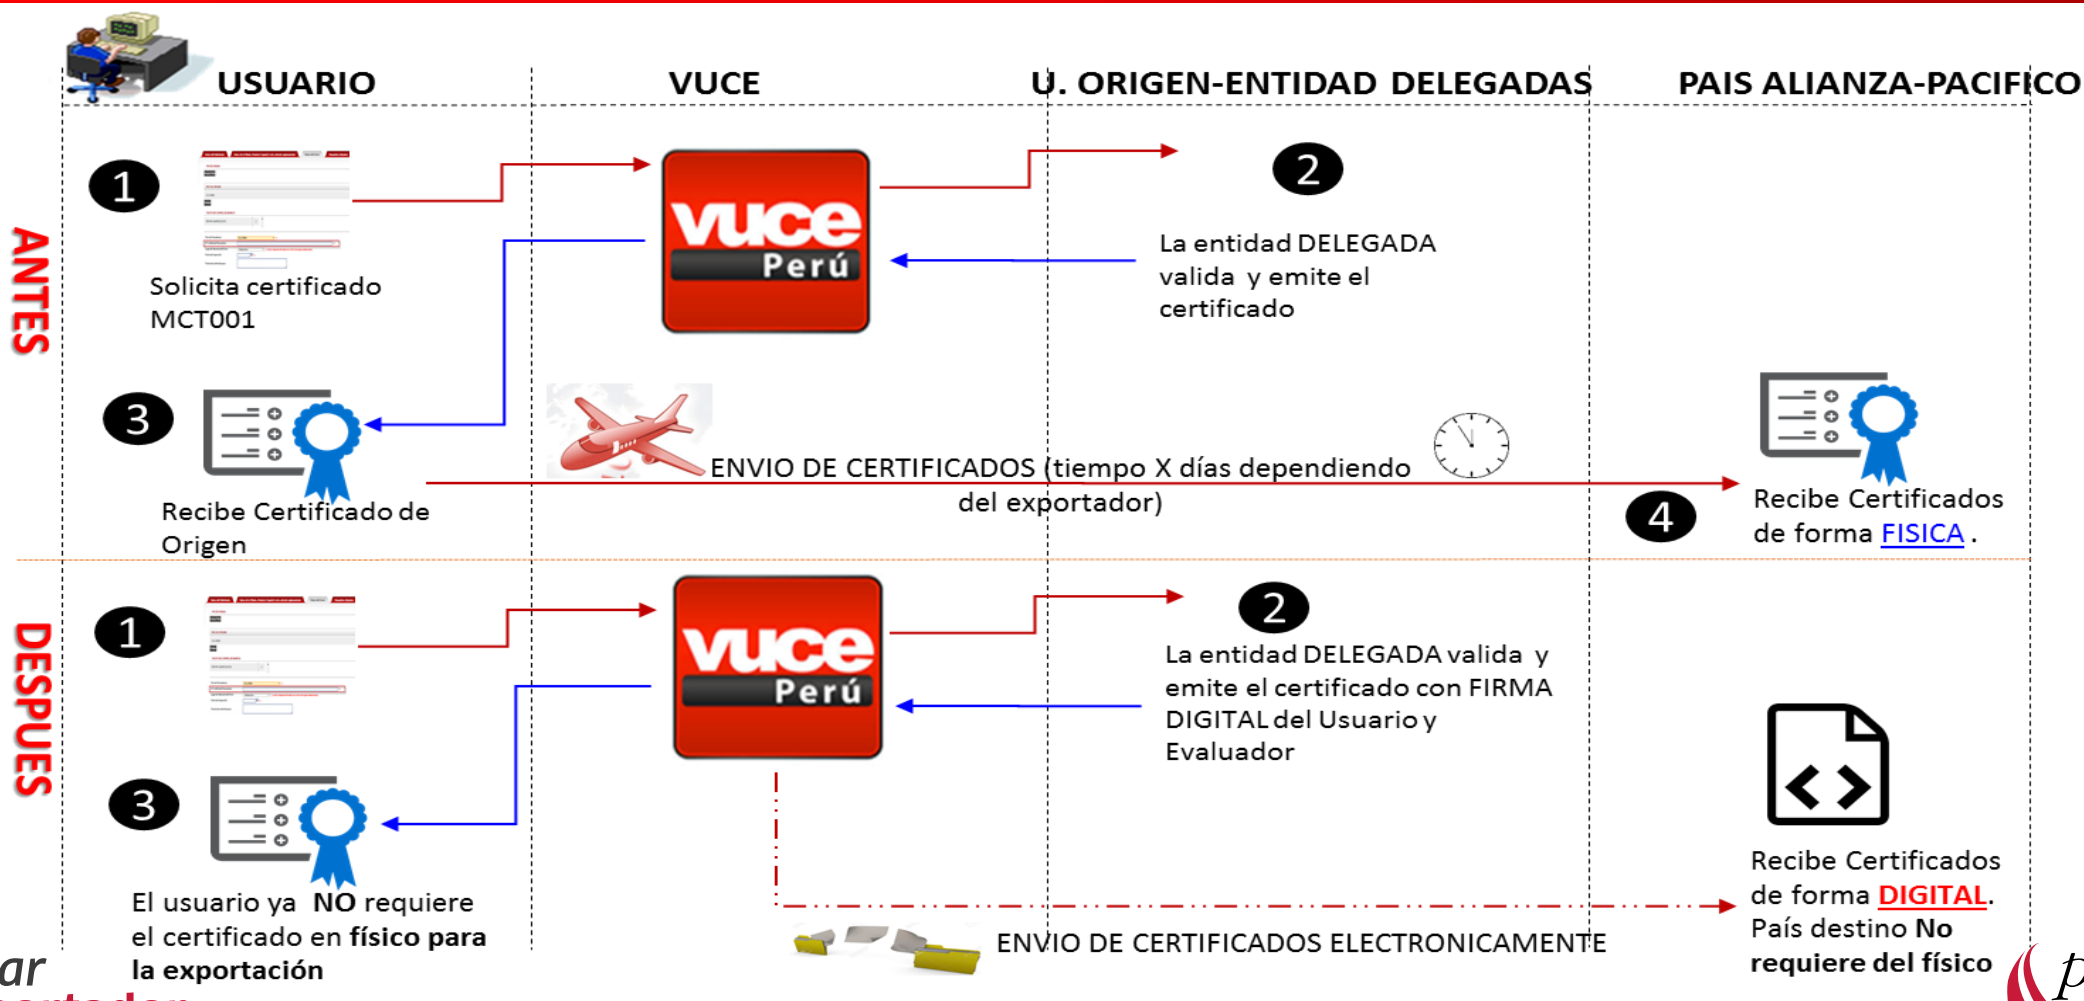 USUARIO
VUCE
U. ORIGEN-ENTIDAD DELEGADAS
PAIS ALIANZA-PACIFICO
ANTES
1
Solicita certificado
MCT001
vuce
Perú
2
La entidad DELEGADA
valida y emite el
certificado
3
Recibe Certificado de
Origen
ENVIO DE CERTIFICADOS (tiempo X días dependiendo
del exportador)
4
Recibe Certificados
de forma FISICA .
DESPUES
1
vuce
Perú
2
La entidad DELEGADA valida y
emite el certificado con FIRMA
DIGITAL del Usuario y
Evaluador
3
El usuario ya NO requiere
el certificado en físico para
la exportación
ENVIO DE CERTIFICADOS ELECTRONICAMENTE
Recibe Certificados
de forma DIGITAL.
País destino No
requiere del físico
ar
p